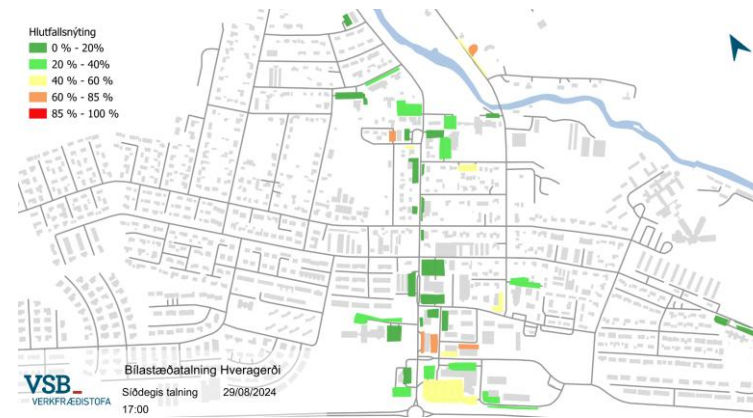 Hlutfallsnýting
0 % - 20%
20 % - 40%
40 % - 60 %
60 % - 85 %
85 % - 100 %
Bílastæðatalning Hveragerði
Síðdegis talning 29/08/2024
17:00
VSB_
VERKFRÆÐISTOFA